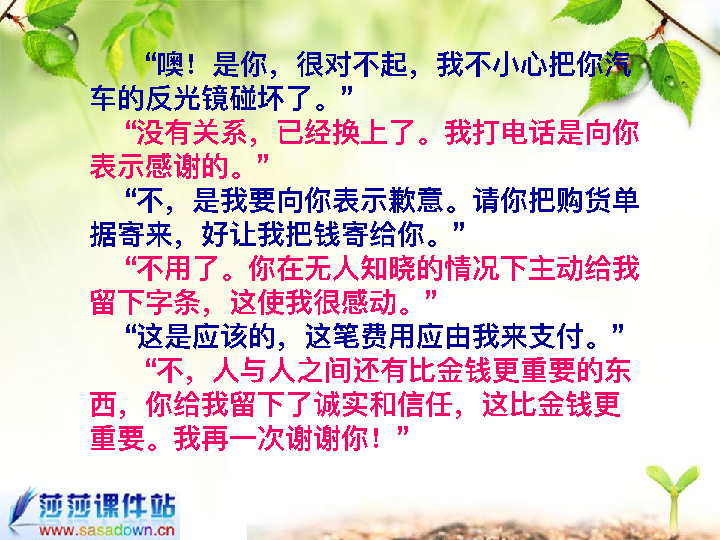 “噢！是你，很对不起，我不小心把你汽
车的反光镜碰坏了。”
“没有关系，已经换上了。我打电话是向你
表示感谢的。”
“不，是我要向你表示歉意。请你把购货单
据寄来，好让我把钱寄给你。”
“不用了。你在无人知晓的情况下主动给我
留下字条，这使我很感动。”
“这是应该的，这笔费用应由我来支付。”
“不，人与人之间还有比金钱更重要的东
西，你给我留下了诚实和信任，这比金钱更
重要。我再一次谢谢你！”
莎莎课件站
www.sasadown.cn